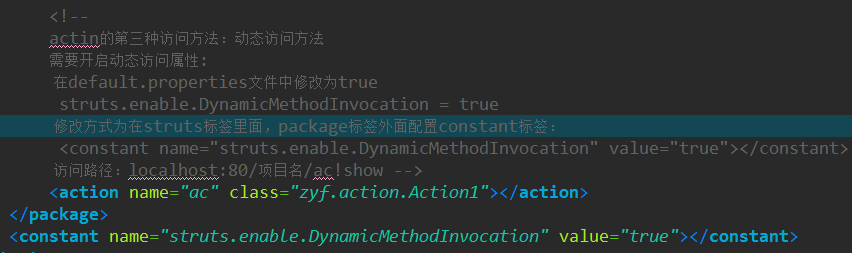 <!--
actin的第三种访问方法：动态访问方法
需要开启动态访问属性:
在default.properties文件中修改为true
struts.enable.DynamicMethodInvocation = true
修改方式为在struts标签里面，package标签外面配置constant标签：
<constant name="struts.enable.DynamicMethodInvocation" value="true"></constant>
访问路径：localhost:80/项目名/ac!show -->
<action name="ac" class="zyf.action.Action1"></action>
</package>
<constant name="struts.enable.DynamicMethodInvocation" value="true"></constant>